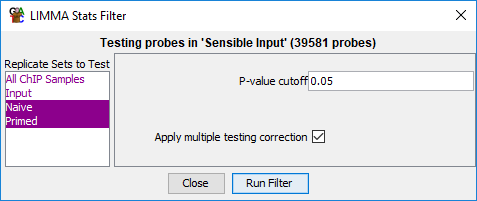 LIMMA Stats Filter
Testing probes in 'Sensible Input' (39581 probes)
Replicate Sets to Test
All ChIP Samples
Input
Naive
Primed
P-value cutoff 0.05
Apply multiple testing correction
Close Run Filter